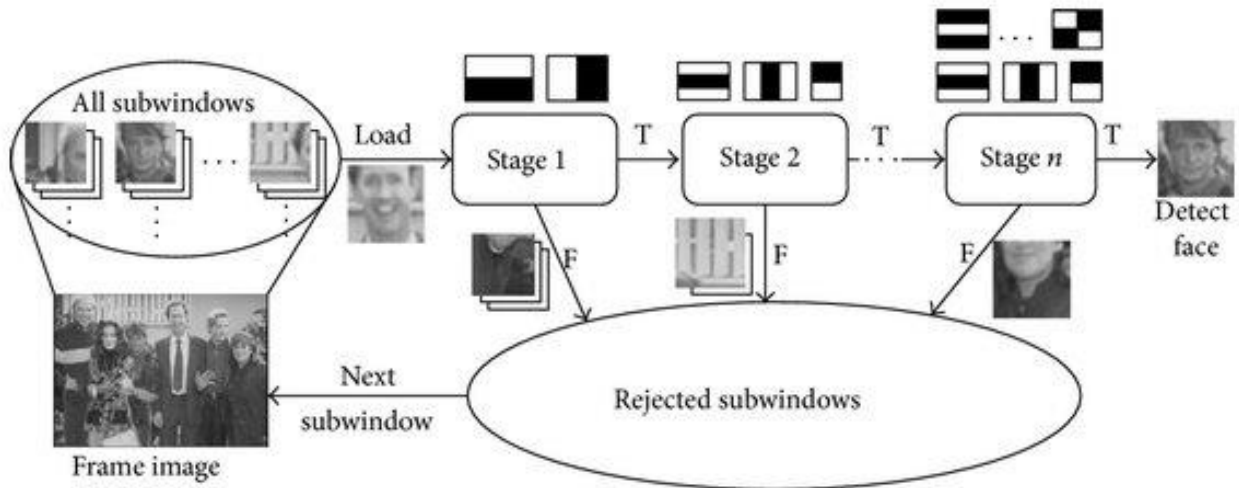 All subwindows
. . .
Load
Stage 1
T
Stage 2
T
. . .
Stage n
T
Detect
face
F
F
F
Rejected subwindows
Next
subwindow
Frame image